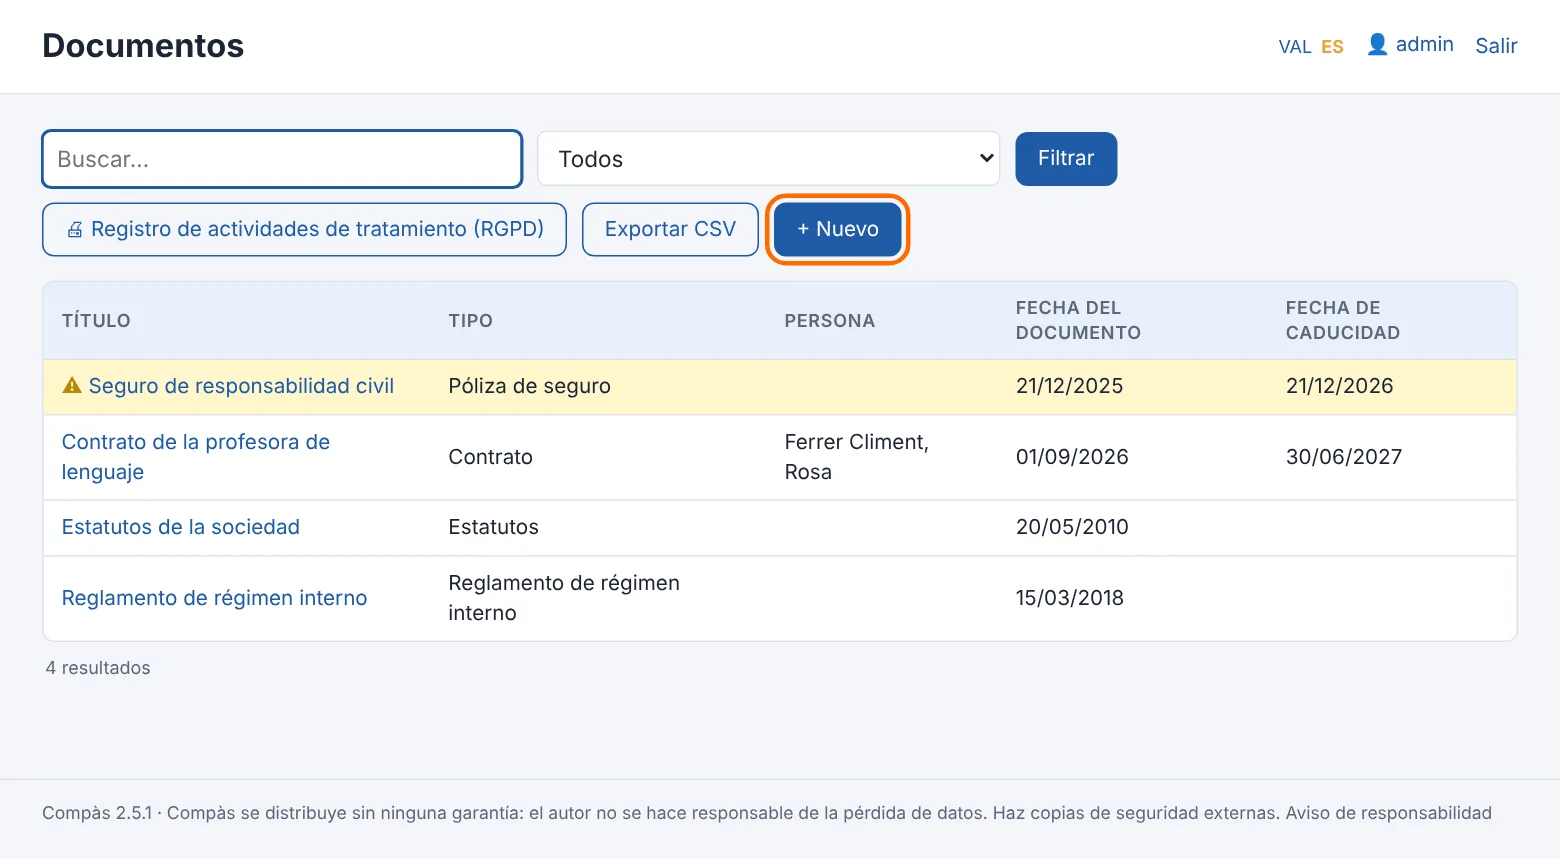 Documentos
VAL ES 👤 admin Salir
Buscar... Todos Filtrar
🖨 Registro de actividades de tratamiento (RGPD) Exportar CSV + Nuevo
TÍTULO TIPO PERSONA FECHA DEL DOCUMENTO FECHA DE CADUCIDAD
⚠ Seguro de responsabilidad civil Póliza de seguro 21/12/2025 21/12/2026
Contrato de la profesora de lenguaje Contrato Ferrer Climent, Rosa 01/09/2026 30/06/2027
Estatutos de la sociedad Estatutos 20/05/2010
Reglamento de régimen interno Reglamento de régimen interno 15/03/2018
4 resultados
Compàs 2.5.1 · Compàs se distribuye sin ninguna garantía: el autor no se hace responsable de la pérdida de datos. Haz copias de seguridad externas. Aviso de responsabilidad